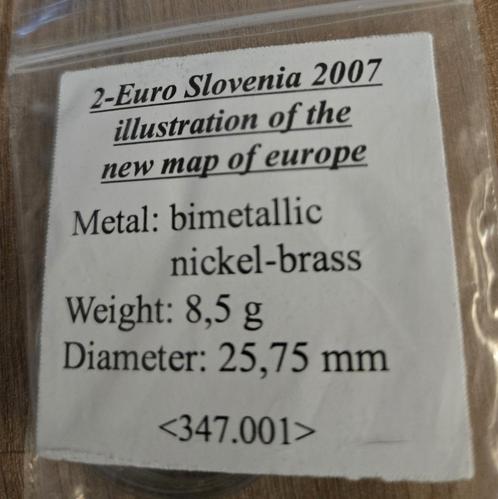 2-Euro Slovenia 2007
illustration of the
new map of europe
Metal: bimetallic
nickel-brass
Weight: 8,5 g
Diameter: 25,75 mm
<347.001>